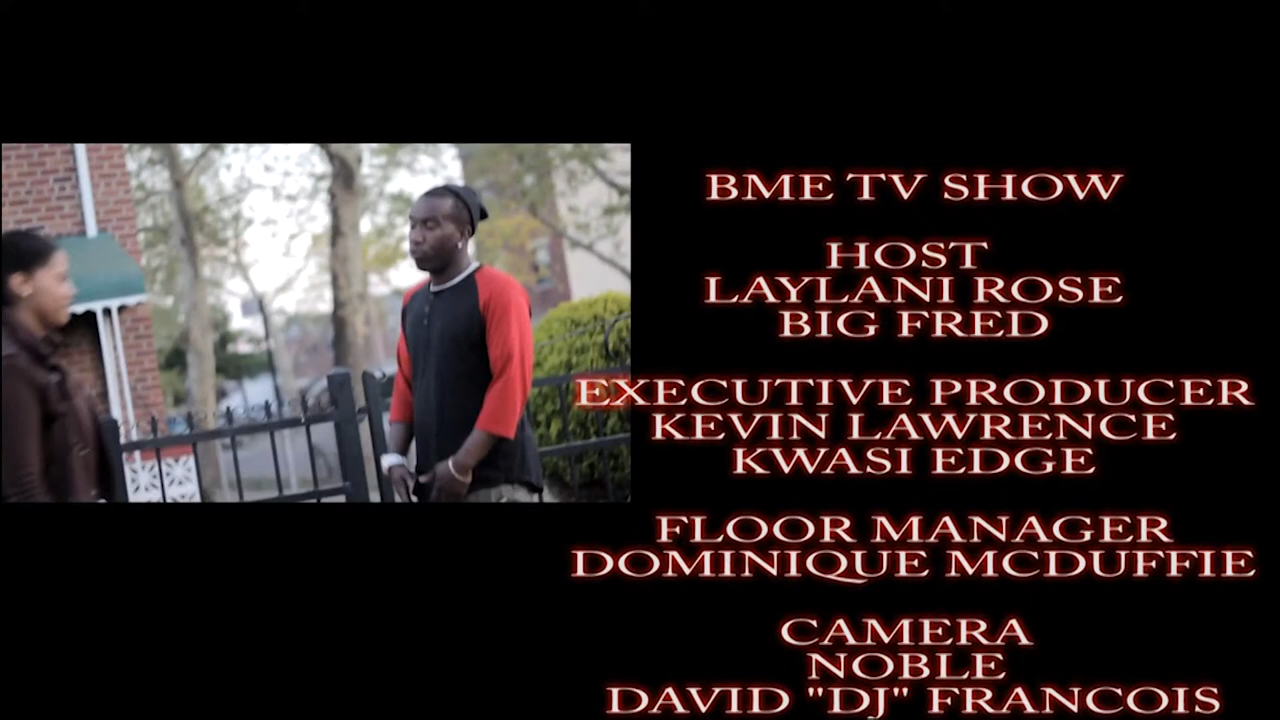 BME TV SHOW
HOST
LAYLANI ROSE
BIG FRED
EXECUTIVE PRODUCER
KEVIN LAWRENCE
KWASI EDGE
FLOOR MANAGER
DOMINIQUE MCDUFFIE
CAMERA
NOBLE
DAVID "DJ" FRANCOIS